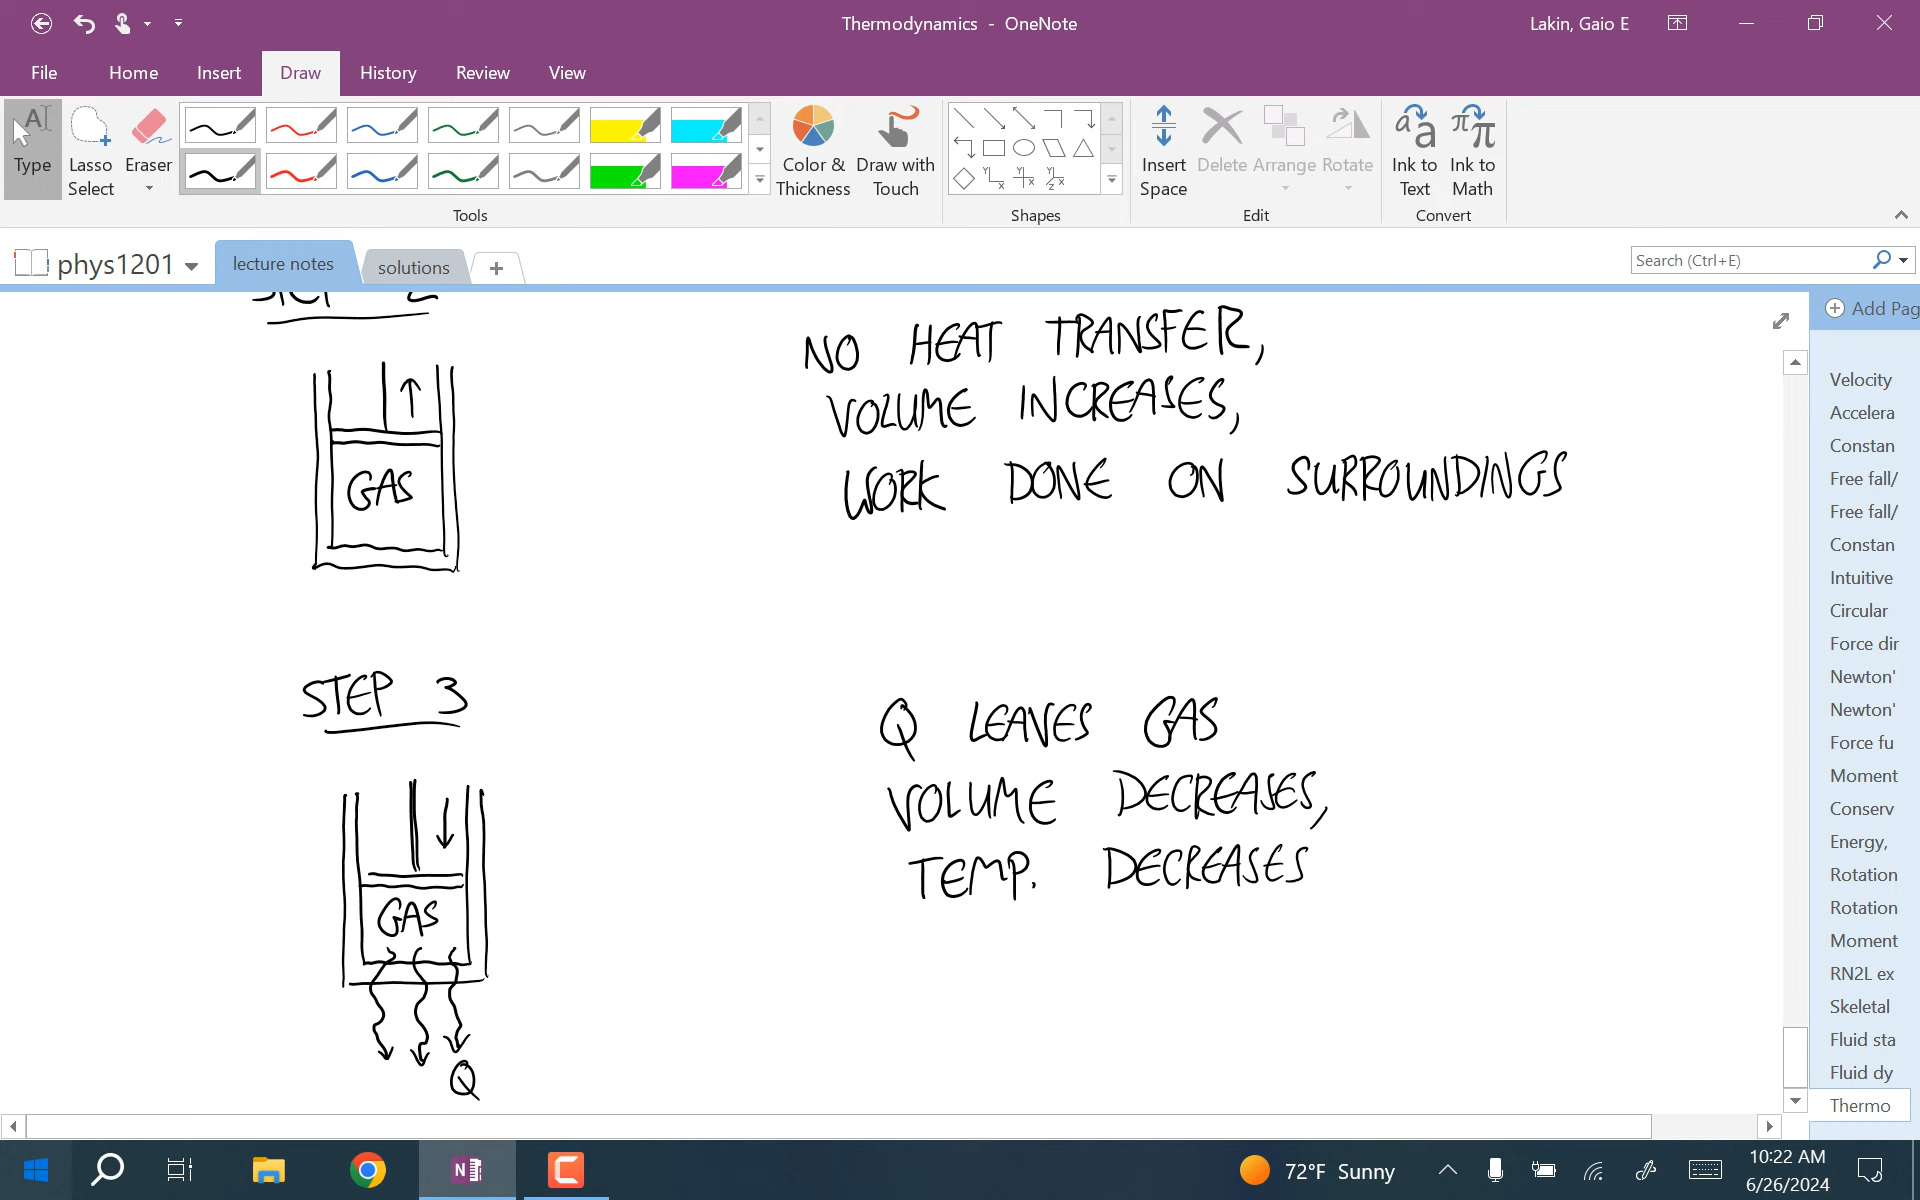 Thermodynamics - OneNote
Lakin, Gaio E
File Home Insert Draw History Review View
Type
Lasso Select
Eraser
Color & Thickness
Draw with Touch
Insert Space
Delete
Arrange
Rotate
Ink to Text
Ink to Math
Tools
Shapes
Edit
Convert
phys1201
lecture notes
solutions
Search (Ctrl+E)
Add Pag
STEP 2
NO HEAT TRANSFER,
VOLUME INCREASES,
WORK DONE ON SURROUNDINGS
GAS
STEP 3
Q LEAVES GAS
VOLUME DECREASES,
TEMP. DECREASES
GAS
Q
Velocity
Accelera
Constan
Free fall/
Free fall/
Constan
Intuitive
Circular
Force dir
Newton'
Newton'
Force fu
Moment
Conserv
Energy,
Rotation
Rotation
Moment
RN2L ex
Skeletal
Fluid sta
Fluid dy
Thermo
72°F Sunny
10:22 AM
6/26/2024